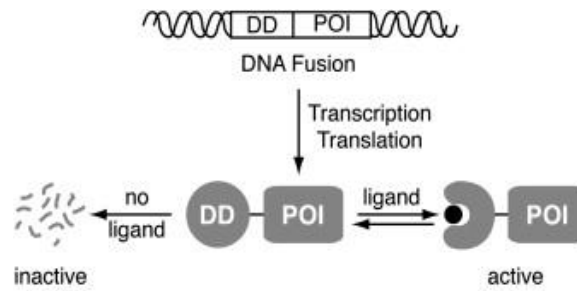 DD POI
DNA Fusion
Transcription
Translation
no
ligand
DD POI
ligand
POI
inactive
active